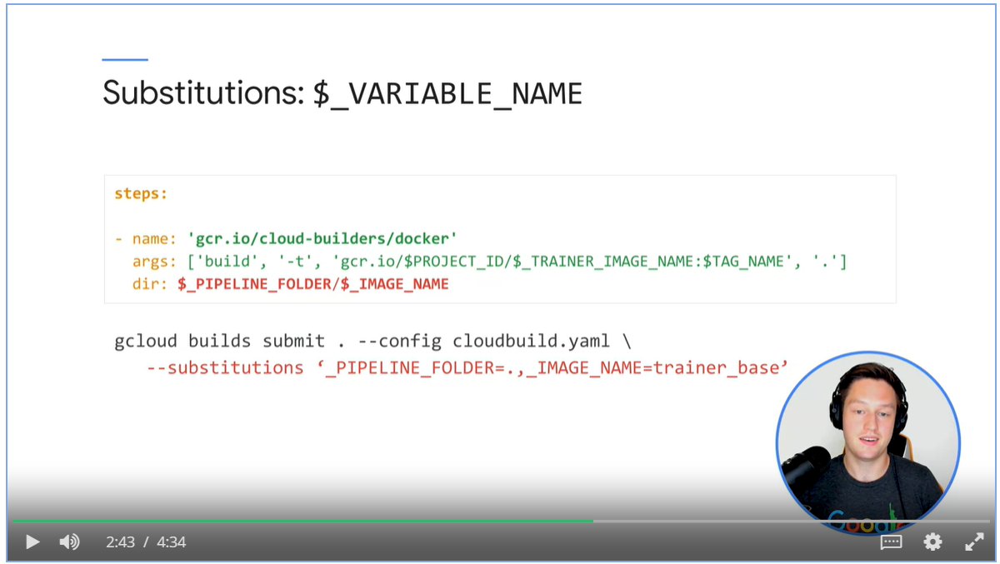 Substitutions: $_VARIABLE_NAME
steps:
- name: 'gcr.io/cloud-builders/docker'
args: ['build', '-t', 'gcr.io/$PROJECT_ID/$_TRAINER_IMAGE_NAME:$TAG_NAME', '.']
dir: $_PIPELINE_FOLDER/$_IMAGE_NAME
gcloud builds submit . --config cloudbuild.yaml \
--substitutions ‘_PIPELINE_FOLDER=.,_IMAGE_NAME=trainer_base’
Google
2:43 / 4:34